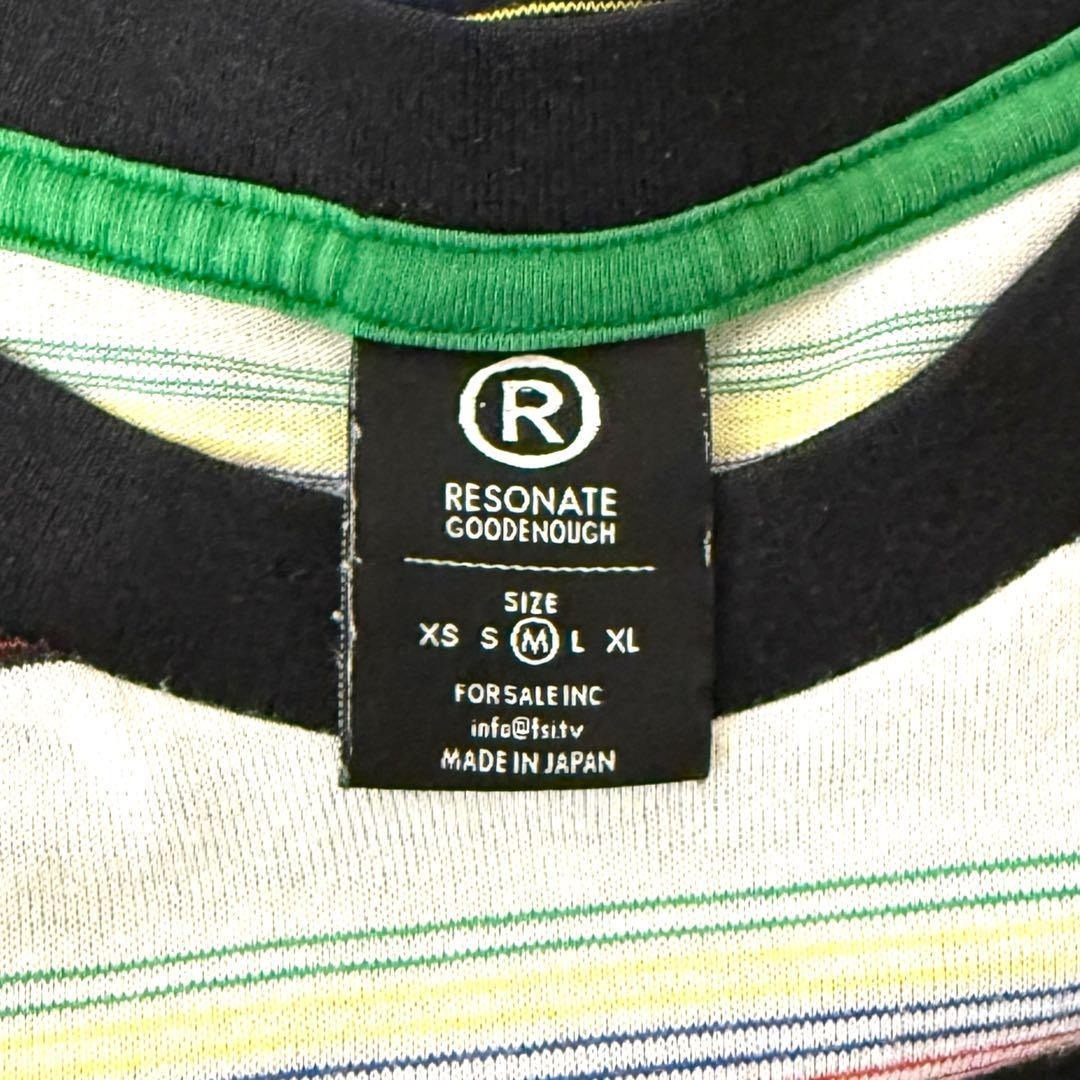 R
RESONATE
GOODENOUGH
SIZE
XS S M L XL
FORSALE INC
info@fsi.tv
MADE IN JAPAN